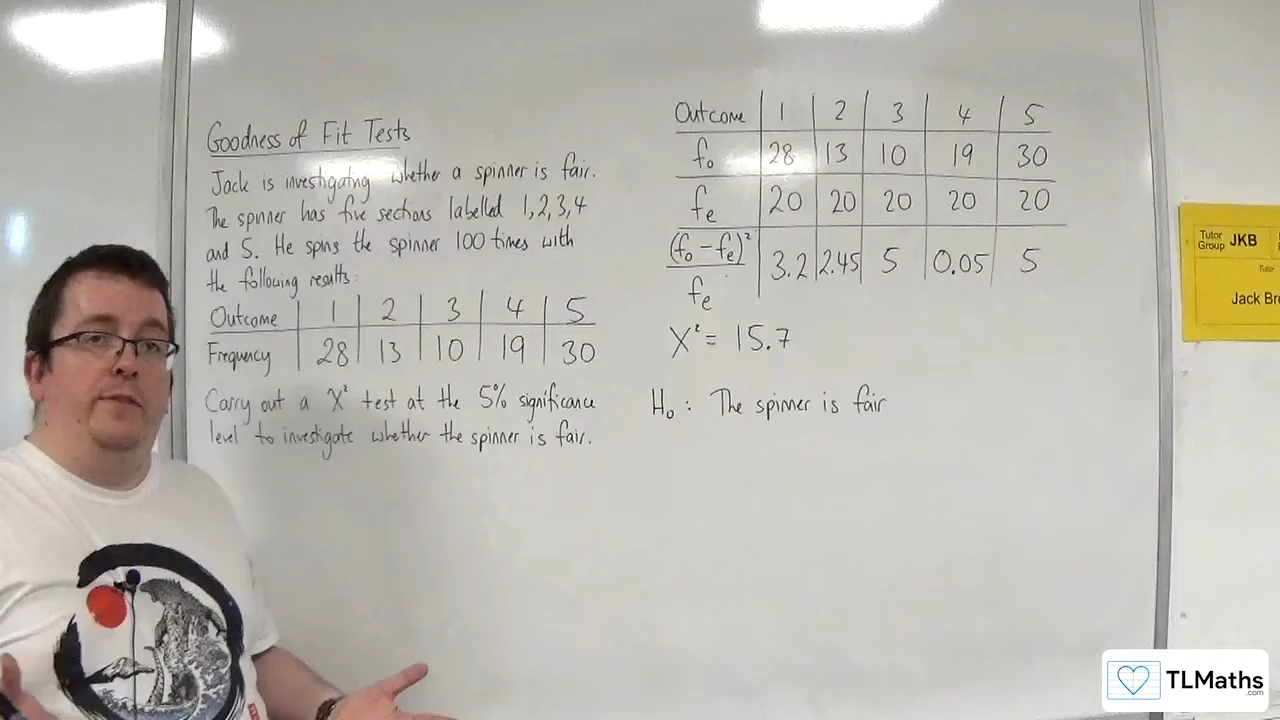 Goodness of Fit Tests
Jack is investigating whether a spinner is fair.
The spinner has five sections labelled 1,2,3,4
and 5. He spins the spinner 100 times with
the following results:
Outcome 1 2 3 4 5
Frequency 28 13 10 19 30
Carry out a χ² test at the 5% significance
level to investigate whether the spinner is fair.
Outcome 1 2 3 4 5
fₒ 28 13 10 19 30
fₑ 20 20 20 20 20
(fₒ - fₑ)² / fₑ 3.2 2.45 5 0.05 5
X² = 15.7
H₀ : The spinner is fair
Tutor
Group JKB
Tutor
Jack
TLMaths
.com